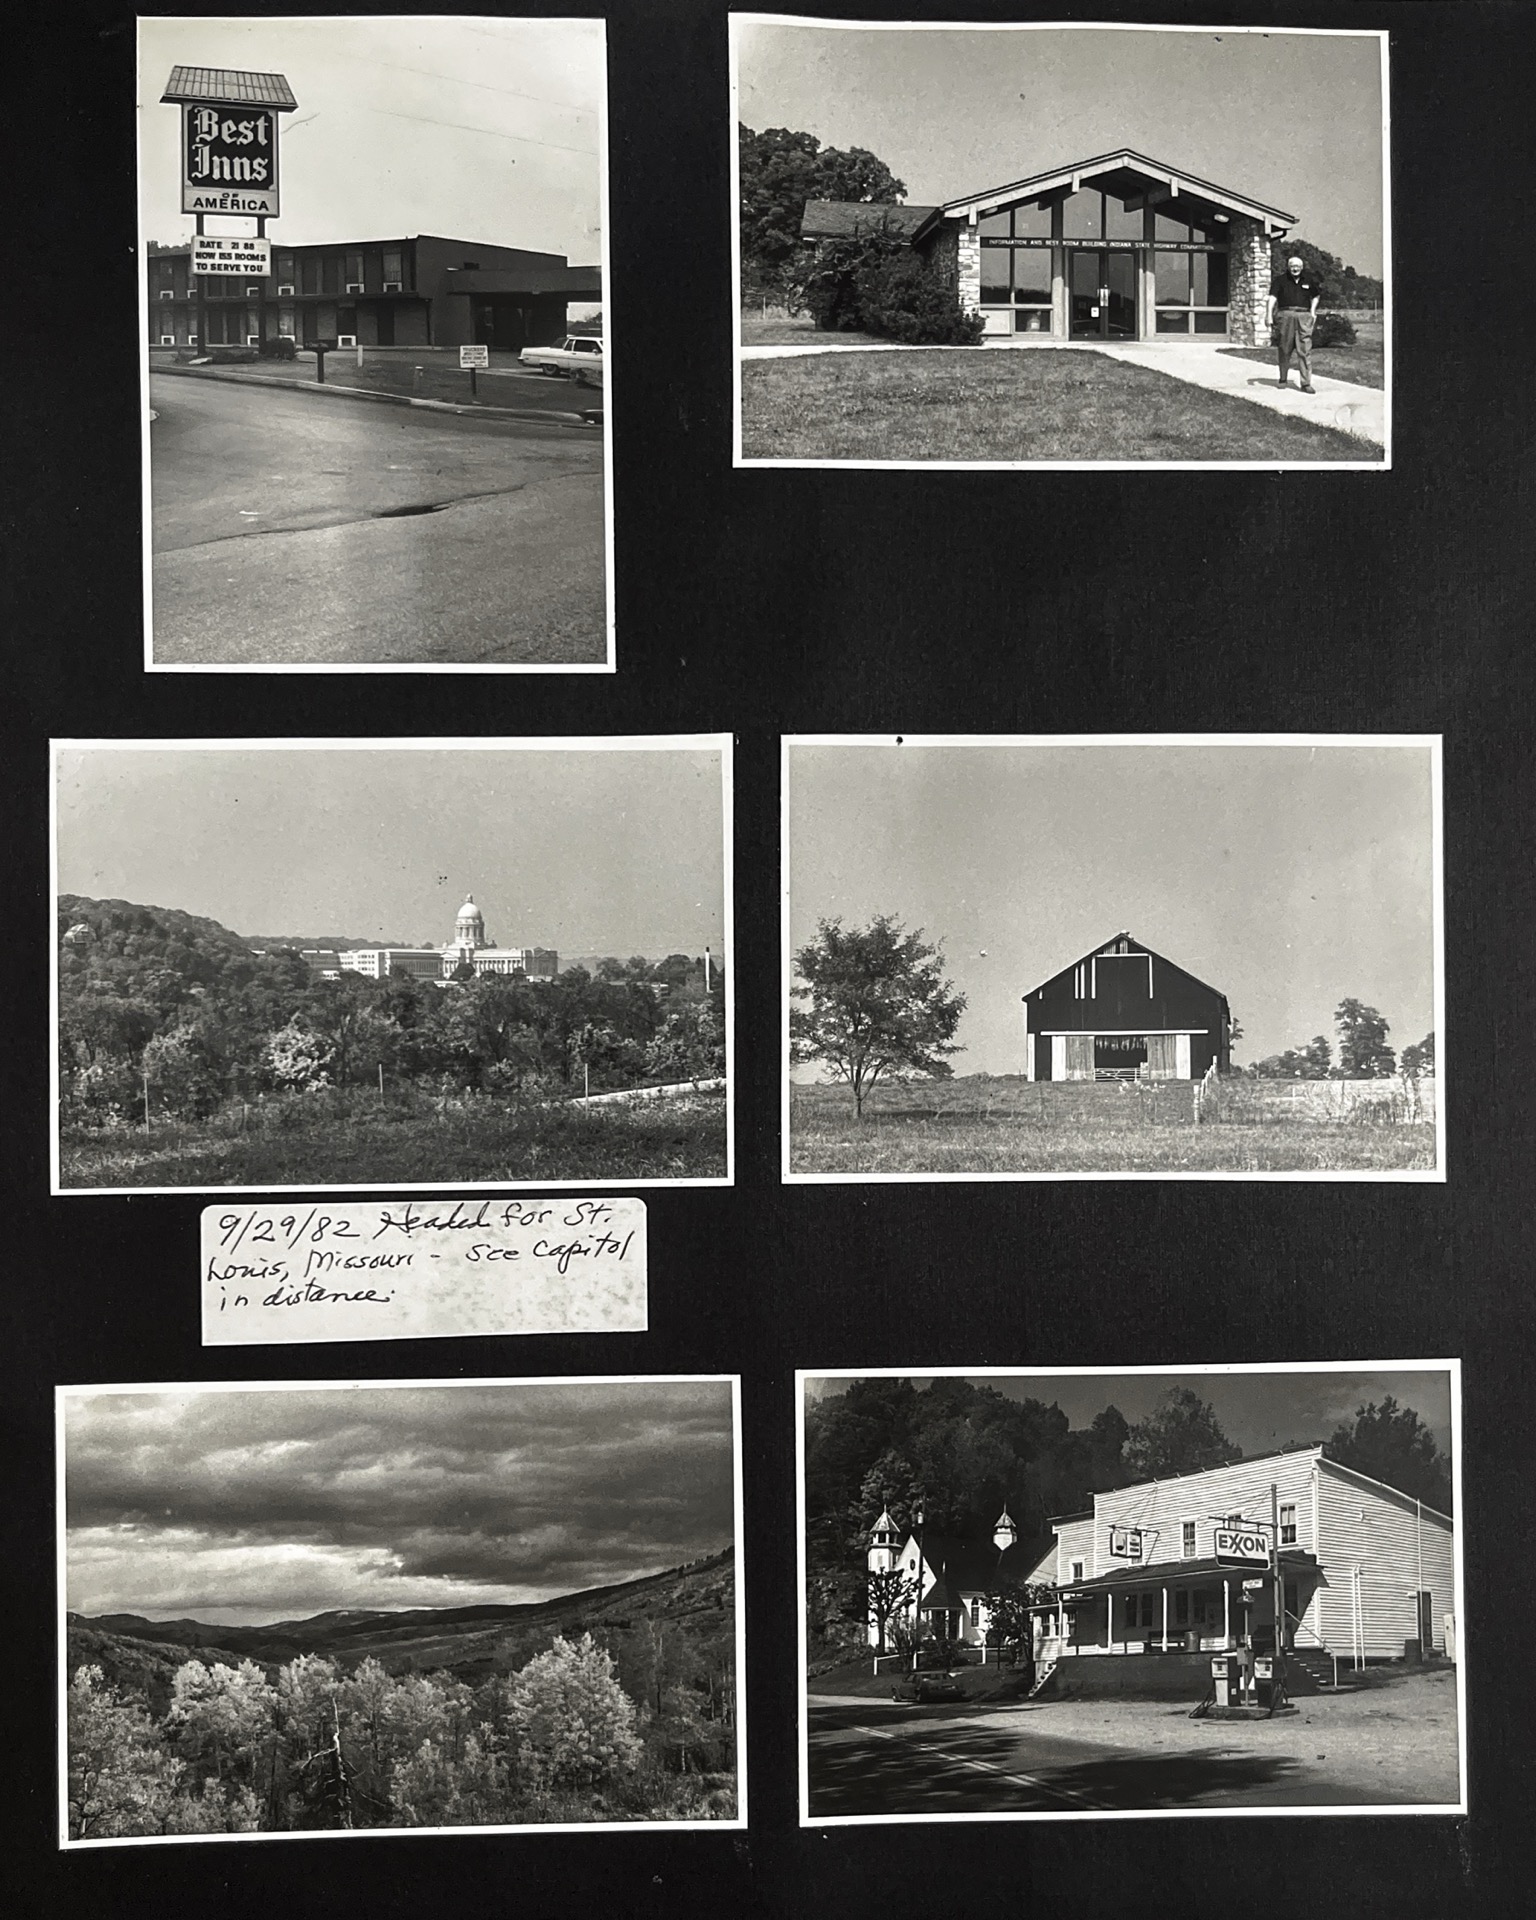 Best
Inns
OF
AMERICA
RATE 21 88
NOW 155 ROOMS
TO SERVE YOU
INFORMATION AND REST ROOM BUILDING INDIANA STATE HIGHWAY COMMISSION
9/29/82 Headed for St.
Louis, Missouri - see Capitol
in distance.
EXXON